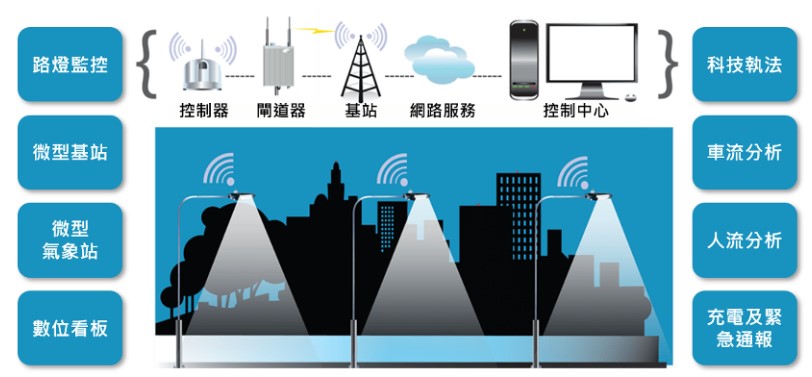 路燈監控
微型基站
微型
氣象站
數位看板
控制器
閘道器
基站
網路服務
控制中心
科技執法
車流分析
人流分析
充電及緊
急通報